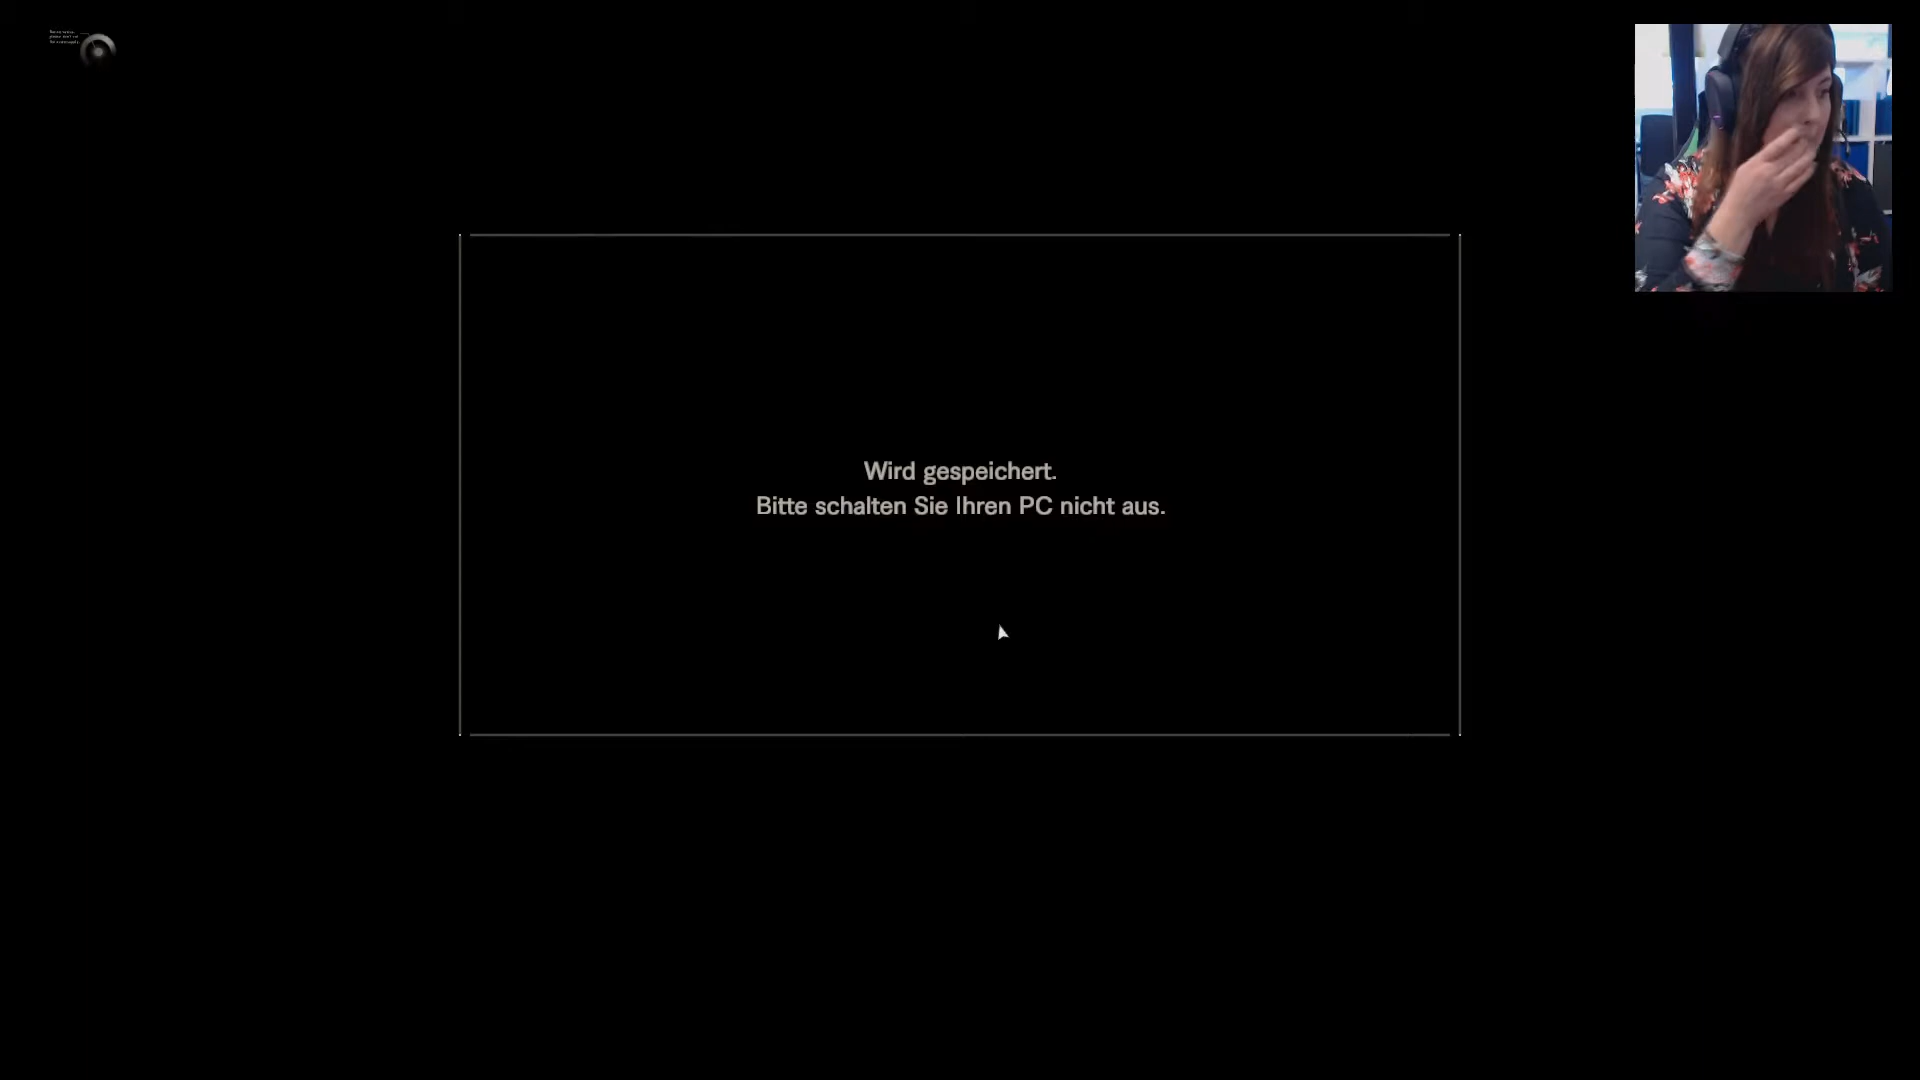 Wird gespeichert.
Bitte schalten Sie Ihren PC nicht aus.